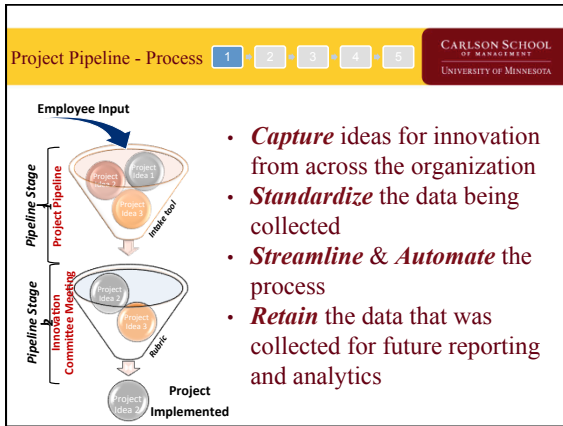 Project Pipeline - Process
1
2
3
4
5
CARLSON SCHOOL
OF MANAGEMENT
UNIVERSITY OF MINNESOTA
Employee Input
Pipeline Stage
Project Pipeline
Project
Idea 1
Project
Idea 2
Project
Idea 3
Intake tool
Pipeline Stage
Innovation
Committee Meeting
Project
Idea 2
Project
Idea 3
Rubric
Project
Idea 2
Project
Implemented
• Capture ideas for innovation
from across the organization
• Standardize the data being
collected
• Streamline & Automate the
process
• Retain the data that was
collected for future reporting
and analytics